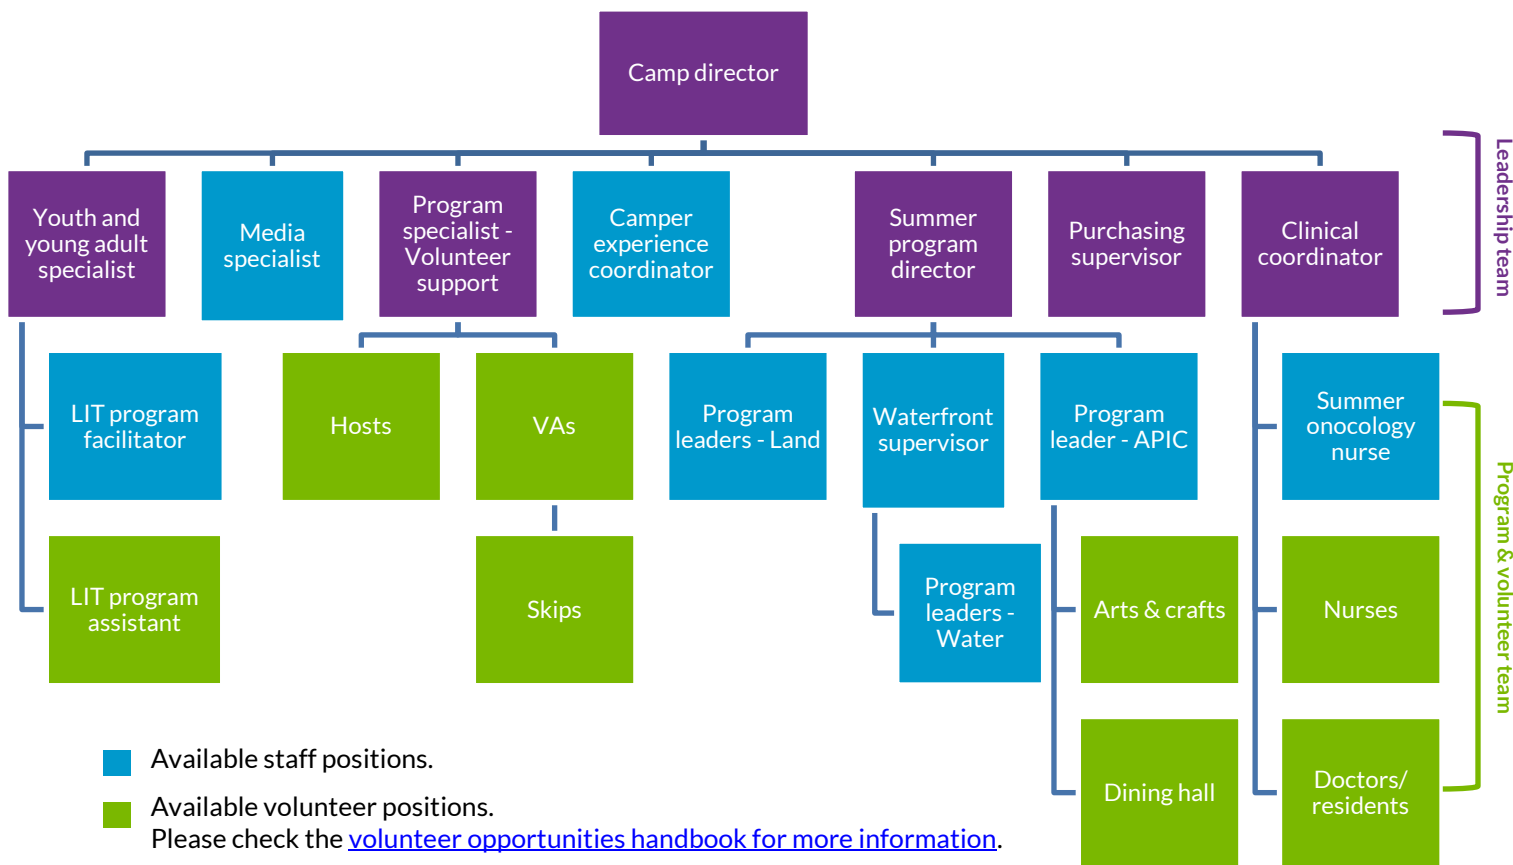 Camp director
Leadership team
Youth and
young adult
specialist
Media
specialist
Program
specialist -
Volunteer
support
Camper
experience
coordinator
Summer
program
director
Purchasing
supervisor
Clinical
coordinator
LIT program
facilitator
Hosts
VAs
Program
leaders - Land
Waterfront
supervisor
Program
leader - APIC
Summer
onocology
nurse
Program & volunteer team
LIT program
assistant
Skips
Program
leaders -
Water
Arts & crafts
Nurses
Dining hall
Doctors/
residents
Available staff positions.
Available volunteer positions.
Please check the volunteer opportunities handbook for more information.